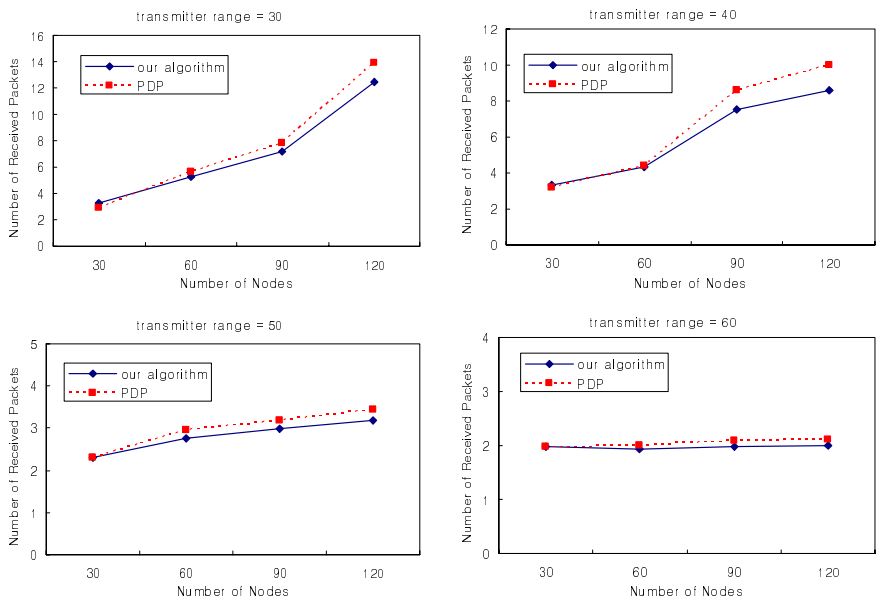 transmitter range = 30
16
14
12
10
8
6
4
2
0
Number of Received Packets
our algorithm
PDP
30 60 90 120
Number of Nodes
transmitter range = 40
12
10
8
6
4
2
0
Number of Received Packets
our algorithm
PDP
30 60 90 120
Number of Nodes
transmitter range = 50
5
4
3
2
1
0
Number of Received Packets
our algorithm
PDP
30 60 90 120
Number of Nodes
transmitter range = 60
4
3
2
1
0
Number of Received Packets
our algorithm
PDP
30 60 90 120
Number of Nodes